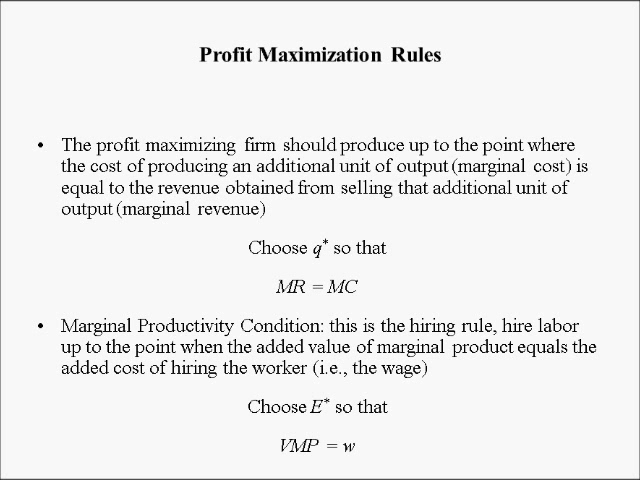 Profit Maximization Rules
• The profit maximizing firm should produce up to the point where
the cost of producing an additional unit of output (marginal cost) is
equal to the revenue obtained from selling that additional unit of
output (marginal revenue)
Choose q* so that
MR = MC
• Marginal Productivity Condition: this is the hiring rule, hire labor
up to the point when the added value of marginal product equals the
added cost of hiring the worker (i.e., the wage)
Choose E* so that
VMP = w